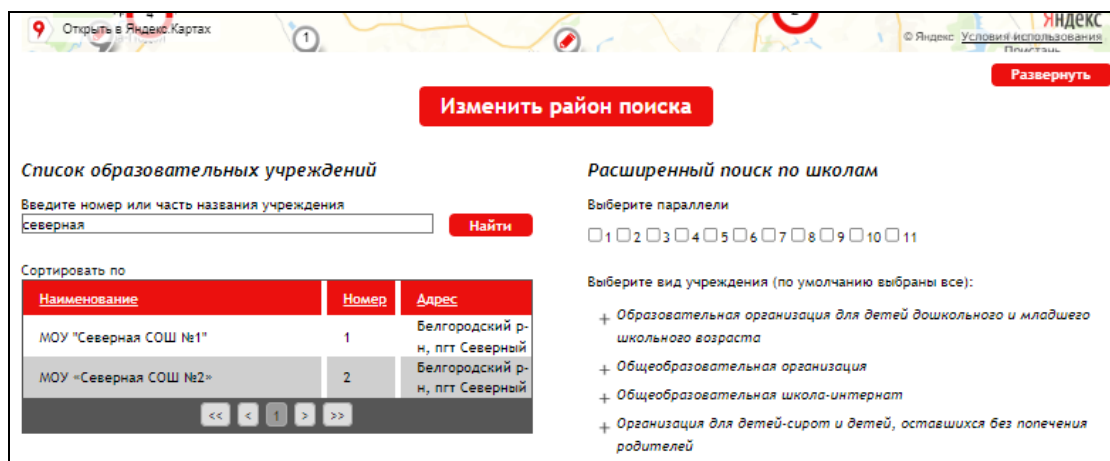 4
2
Открыть в Яндекс.Картах
1
Яндекс
© Яндекс Условия использования
Пристань
Развернуть
Изменить район поиска
Список образовательных учреждений
Введите номер или часть названия учреждения
северная
Найти
Сортировать по
Наименование Номер Адрес
МОУ "Северная СОШ №1" 1 Белгородский р-
н, пгт Северный
МОУ «Северная СОШ №2» 2 Белгородский р-
н, пгт Северный
<< < 1 > >>
Расширенный поиск по школам
Выберите параллели
1 2 3 4 5 6 7 8 9 10 11
Выберите вид учреждения (по умолчанию выбраны все):
+ Образовательная организация для детей дошкольного и младшего
школьного возраста
+ Общеобразовательная организация
+ Общеобразовательная школа-интернат
+ Организация для детей-сирот и детей, оставшихся без попечения
родителей